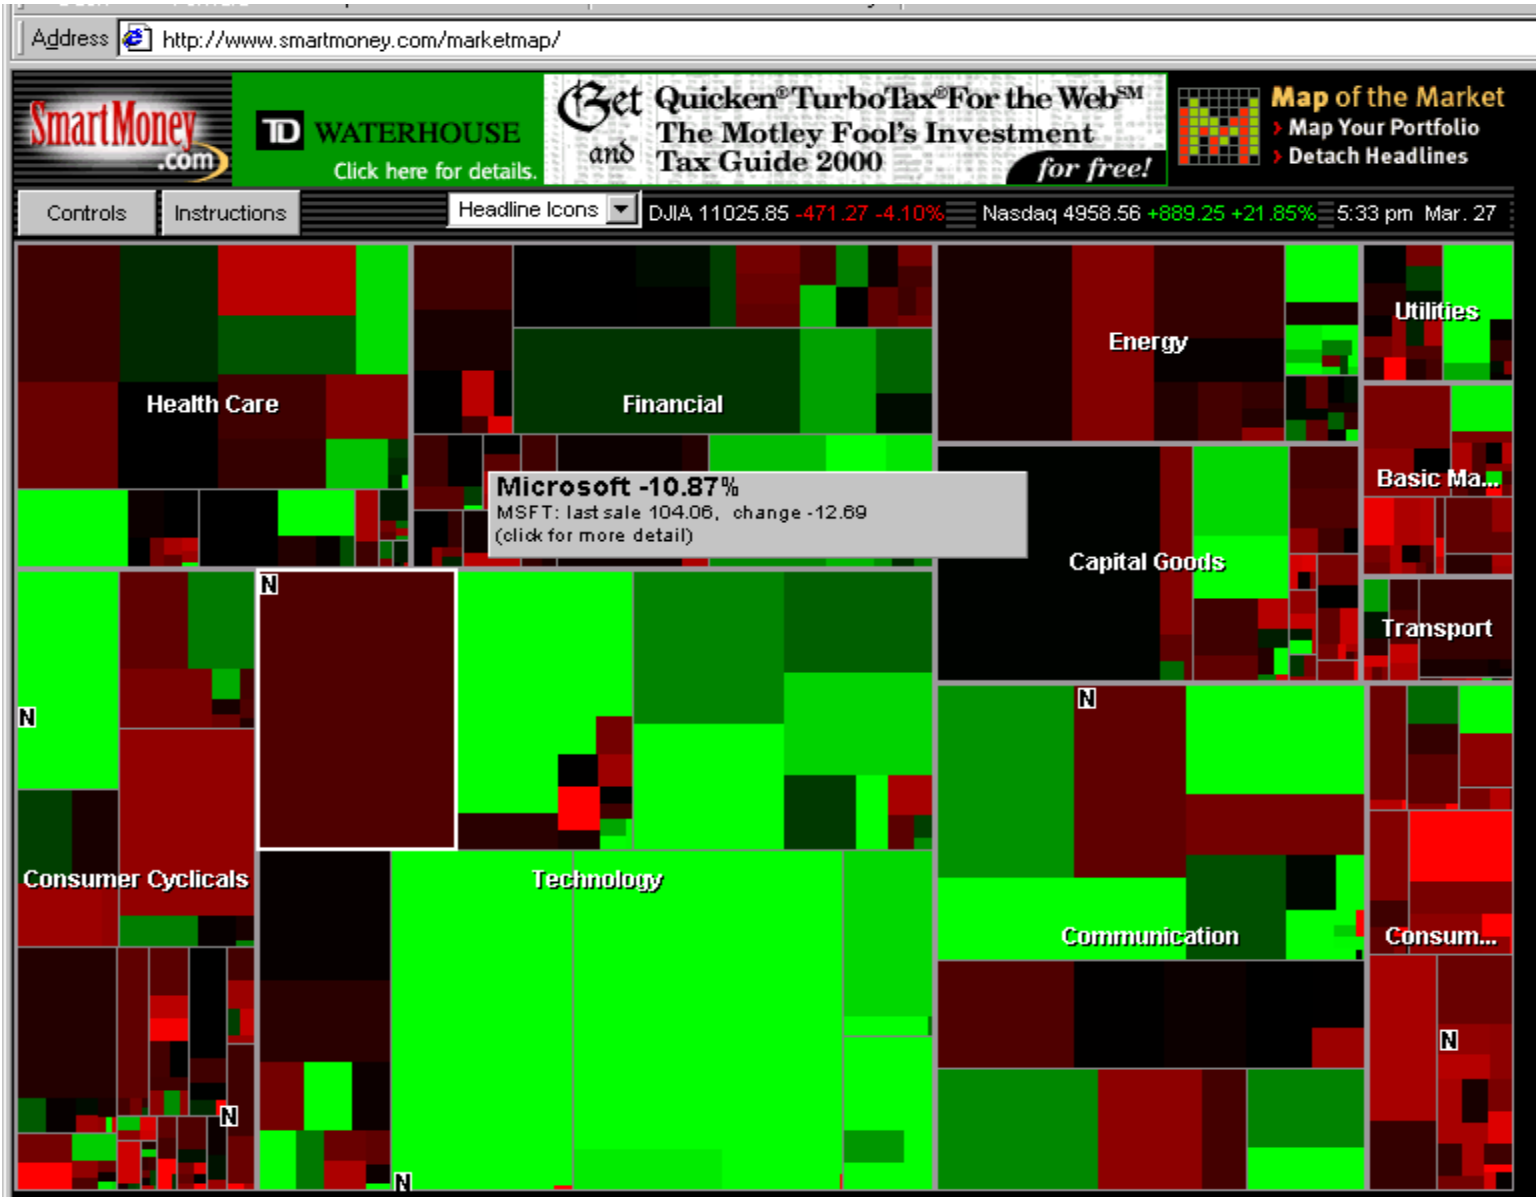 Address http://www.smartmoney.com/marketmap/
SmartMoney
.com
TD WATERHOUSE
Click here for details.
Get
and
Quicken®TurboTax®For the Web℠
The Motley Fool's Investment
Tax Guide 2000
for free!
Map of the Market
Map Your Portfolio
Detach Headlines
Controls Instructions Headline Icons DJIA 11025.85 -471.27 -4.10% Nasdaq 4958.56 +889.25 +21.85% 5:33 pm Mar. 27
Utilities
Energy
Health Care
Financial
Basic Ma...
Microsoft -10.87%
MSFT: last sale 104.06, change -12.69
(click for more detail)
Capital Goods
N
Transport
N
N
Consumer Cyclicals
Technology
Communication
Consum...
N
N
N